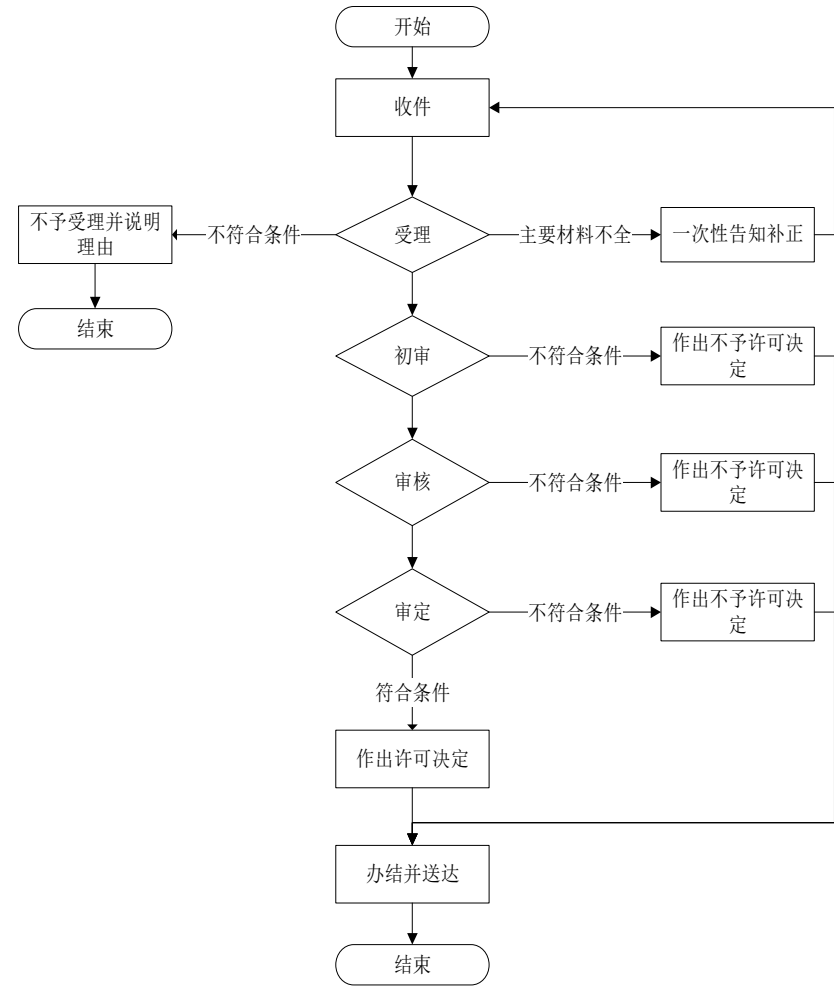 开始
收件
不予受理并说明
理由
不符合条件
受理
主要材料不全
一次性告知补正
结束
初审
不符合条件
作出不予许可决
定
审核
不符合条件
作出不予许可决
定
审定
不符合条件
作出不予许可决
定
符合条件
作出许可决定
办结并送达
结束